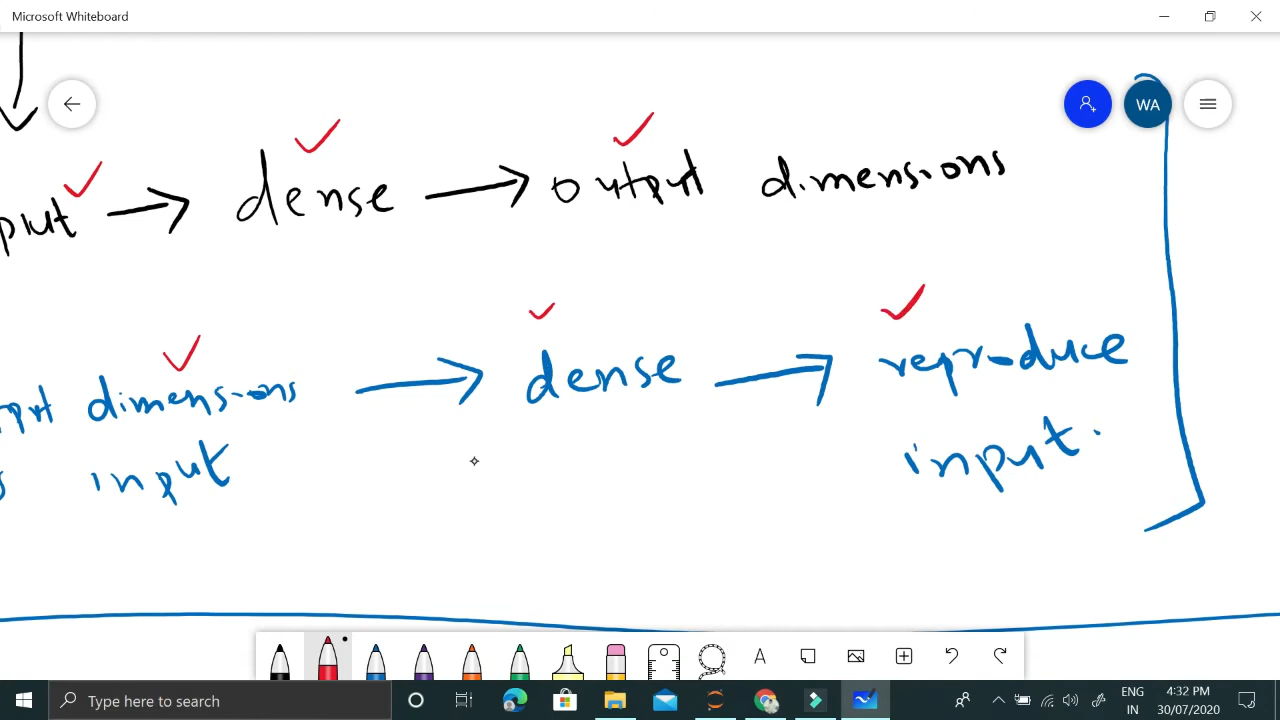 Microsoft Whiteboard
WA
dense output dimensions
dimensions dense reproduce
input input.
A
Type here to search
ENG
IN
4:32 PM
30/07/2020